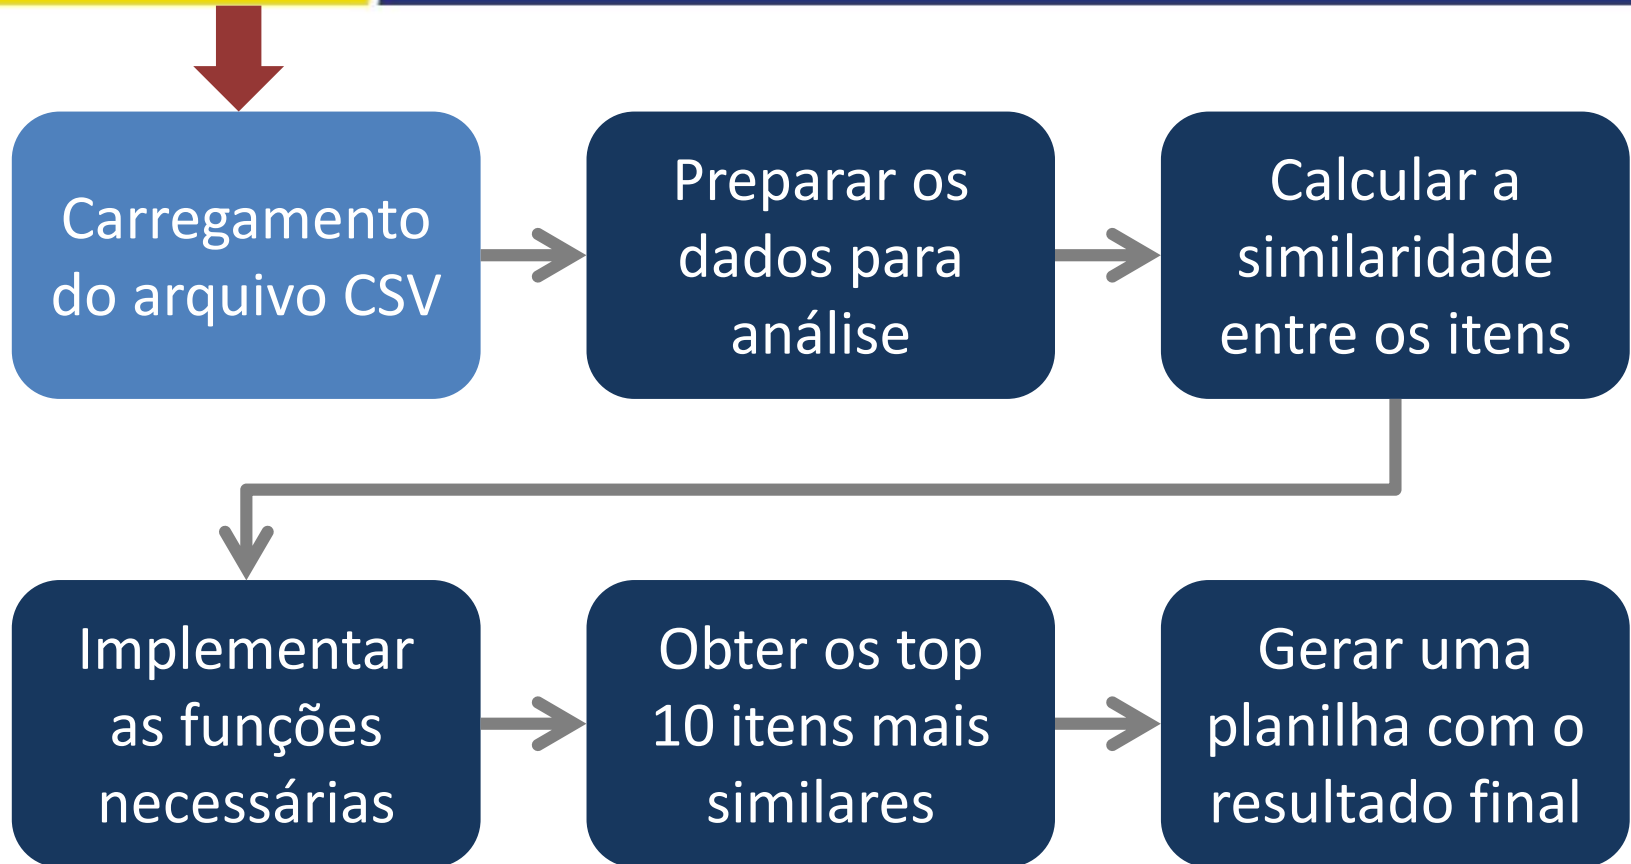 Carregamento
do arquivo CSV
Preparar os
dados para
análise
Calcular a
similaridade
entre os itens
Implementar
as funções
necessárias
Obter os top
10 itens mais
similares
Gerar uma
planilha com o
resultado final